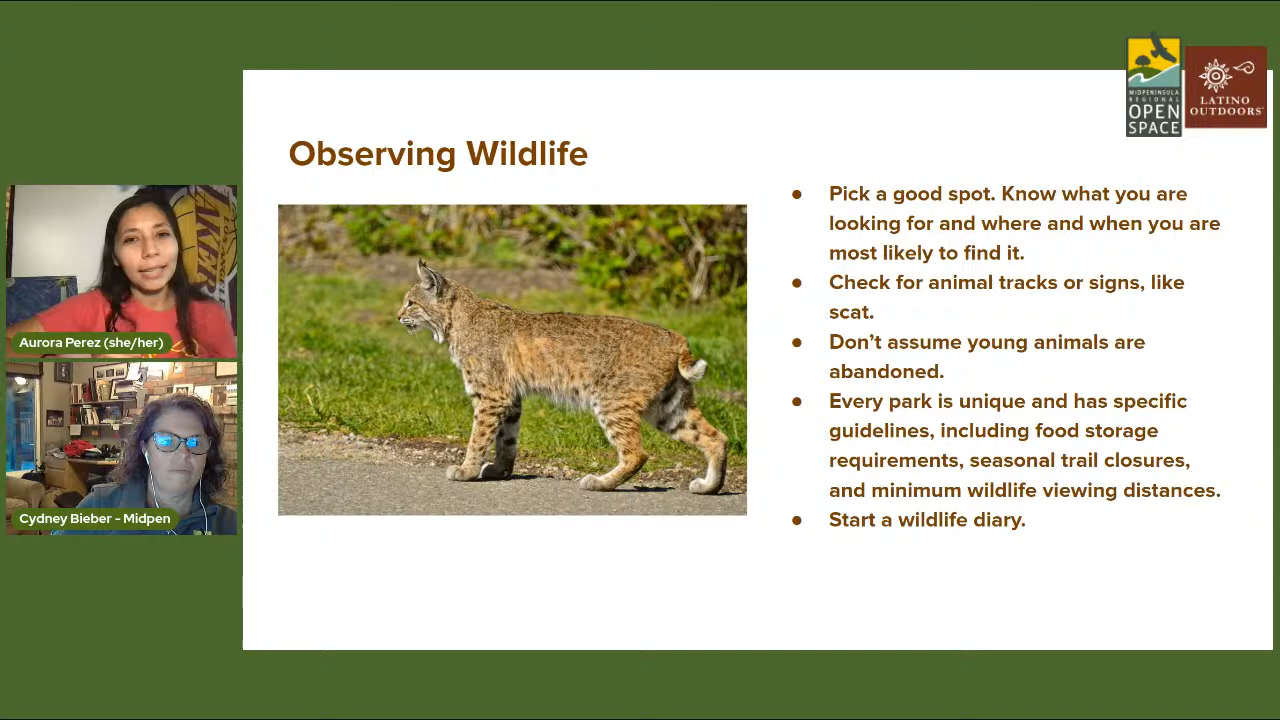 MIDPENINSULA
REGIONAL
OPEN
SPACE
LATINO
OUTDOORS
Observing Wildlife
LAKERS
Aurora Perez (she/her)
Cydney Bieber - Midpen
● Pick a good spot. Know what you are
looking for and where and when you are
most likely to find it.
● Check for animal tracks or signs, like
scat.
● Don’t assume young animals are
abandoned.
● Every park is unique and has specific
guidelines, including food storage
requirements, seasonal trail closures,
and minimum wildlife viewing distances.
● Start a wildlife diary.